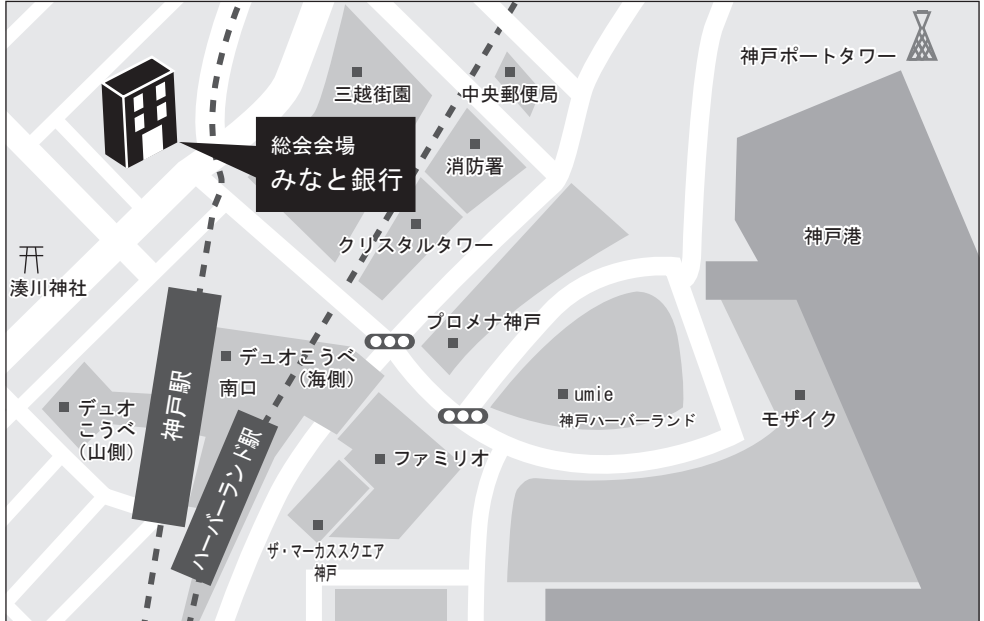 神戸ポートタワー
三越街園
中央郵便局
総会会場
みなと銀行
消防署
神戸港
クリスタルタワー
湊川神社
プロメナ神戸
デュオこうべ
（海側）
南口
神戸駅
umie
神戸ハーバーランド
モザイク
デュオ
こうべ
（山側）
ハーバーランド駅
ファミリオ
ザ・マーカススクエア
神戸